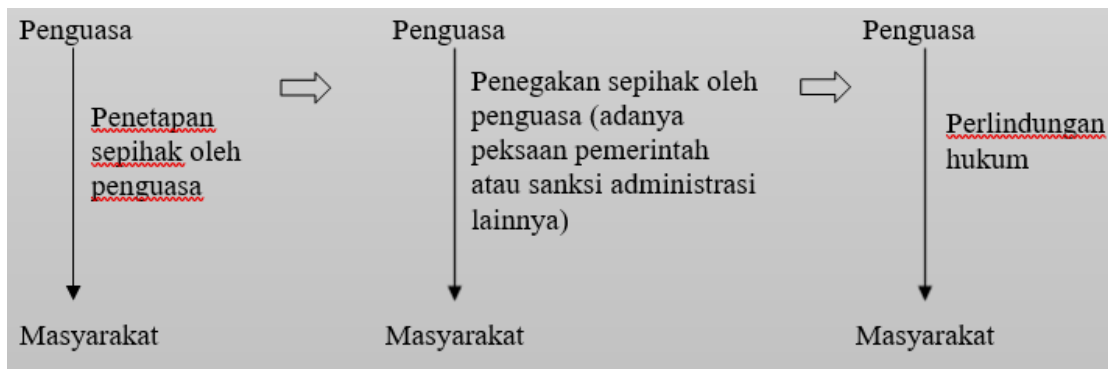 Penguasa
Penetapan
sepihak oleh
penguasa
Masyarakat
Penguasa
Penegakan sepihak oleh
penguasa (adanya
peksaan pemerintah
atau sanksi administrasi
lainnya)
Masyarakat
Penguasa
Perlindungan
hukum
Masyarakat